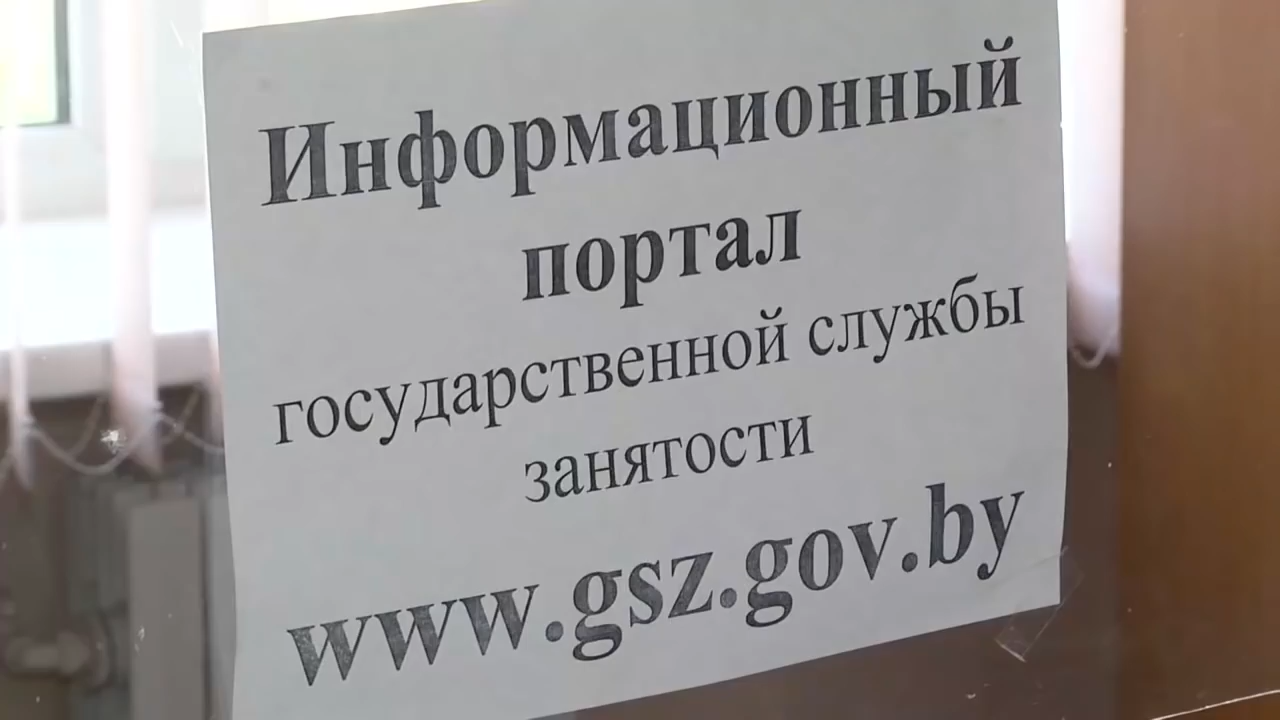 Информационный
портал
государственной службы
занятости
www.gsz.gov.by